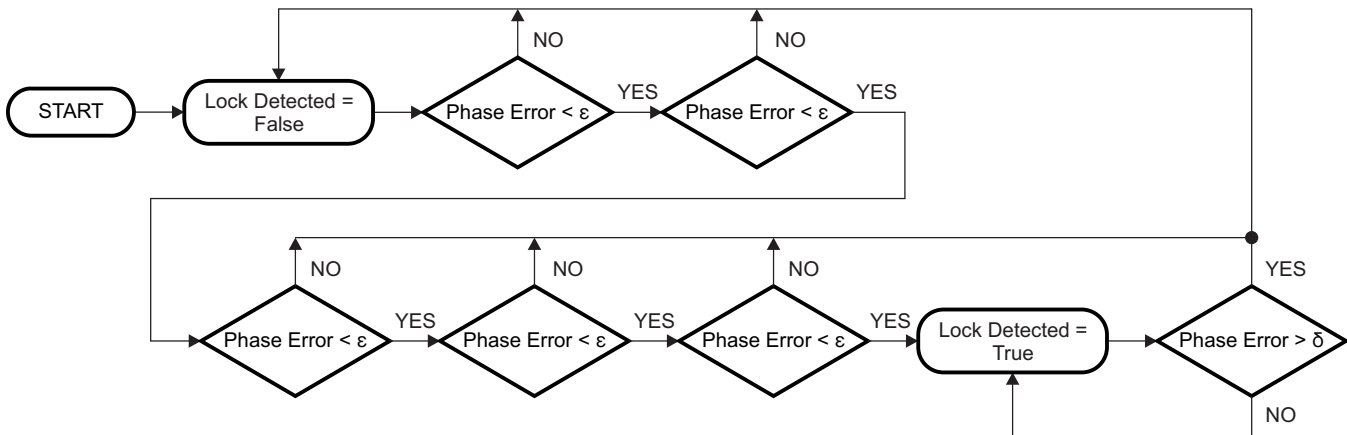 NO
NO
START
Lock Detected =
False
Phase Error < ε
YES
Phase Error < ε
YES
NO
NO
NO
YES
Phase Error < ε
YES
Phase Error < ε
YES
Phase Error < ε
YES
Lock Detected =
True
Phase Error > δ
NO